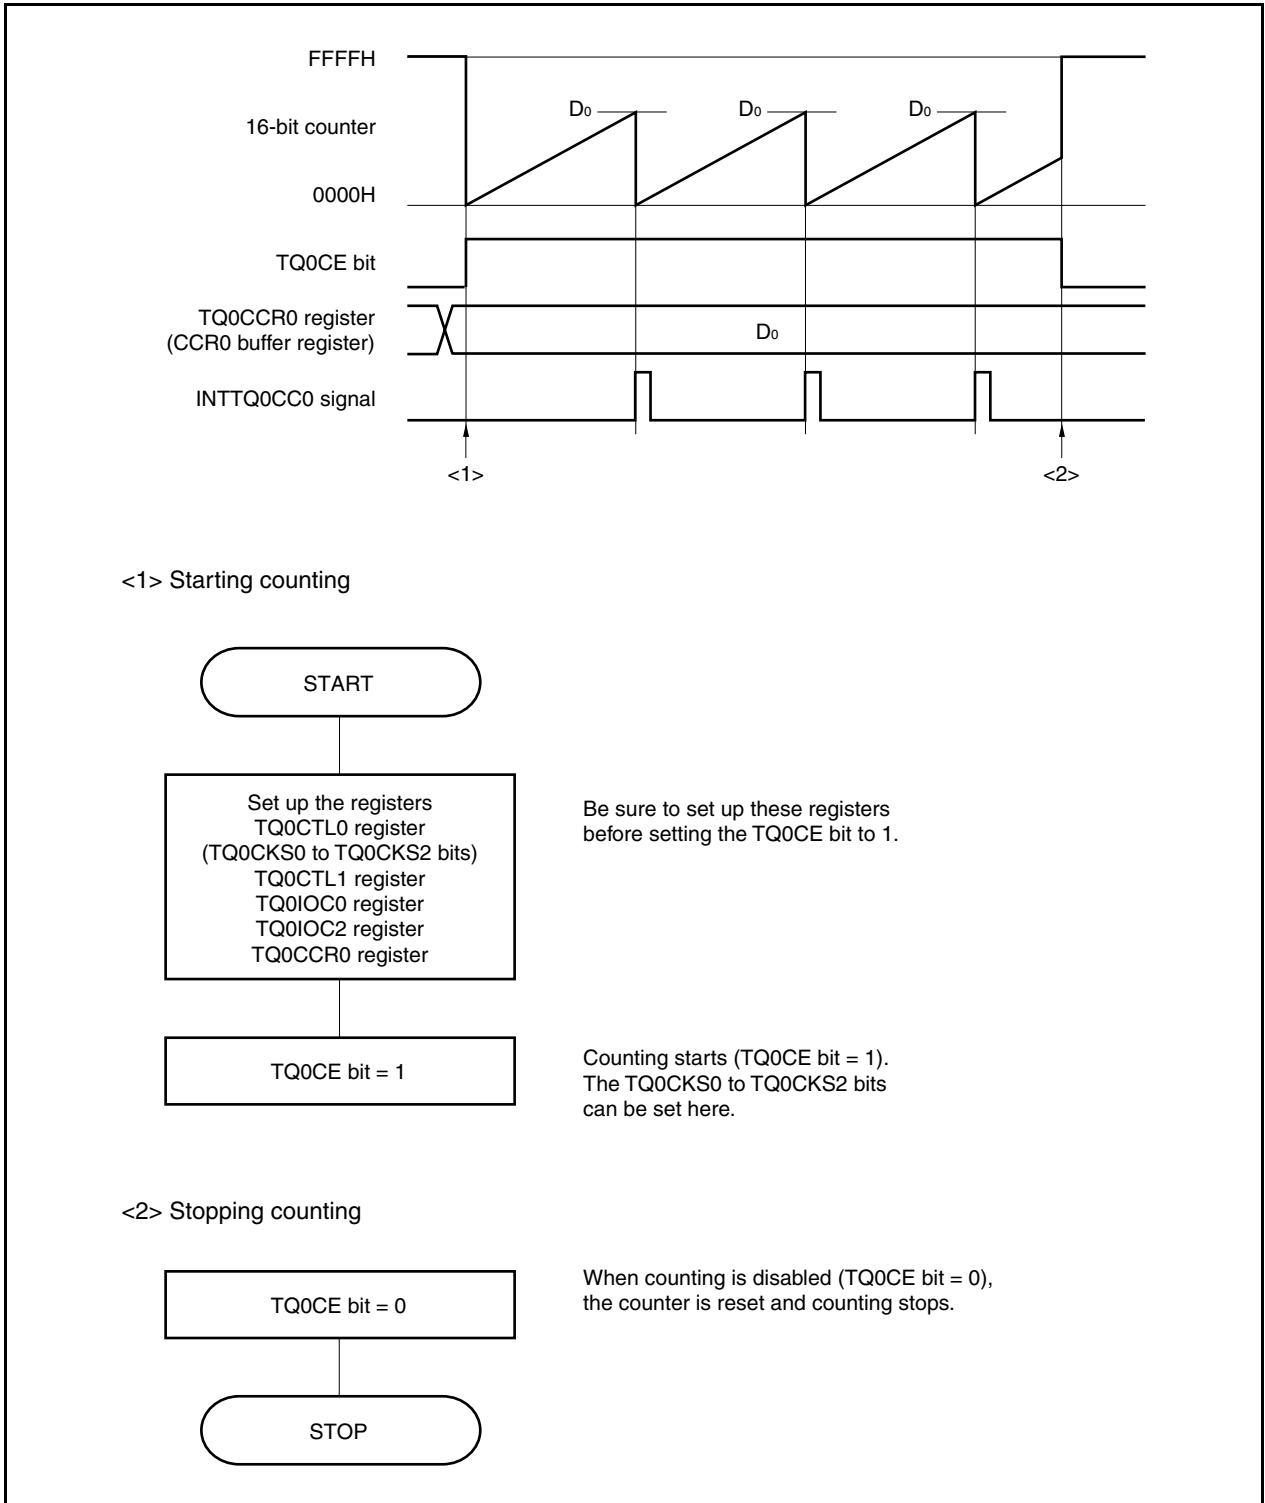 FFFFH
D0 D0 D0
16-bit counter
0000H
TQ0CE bit
TQ0CCR0 register
(CCR0 buffer register)
D0
INTTQ0CC0 signal
<1> <2>
<1> Starting counting
START
Set up the registers
TQ0CTL0 register
(TQ0CKS0 to TQ0CKS2 bits)
TQ0CTL1 register
TQ0IOC0 register
TQ0IOC2 register
TQ0CCR0 register
Be sure to set up these registers
before setting the TQ0CE bit to 1.
TQ0CE bit = 1
Counting starts (TQ0CE bit = 1).
The TQ0CKS0 to TQ0CKS2 bits
can be set here.
<2> Stopping counting
TQ0CE bit = 0
When counting is disabled (TQ0CE bit = 0),
the counter is reset and counting stops.
STOP